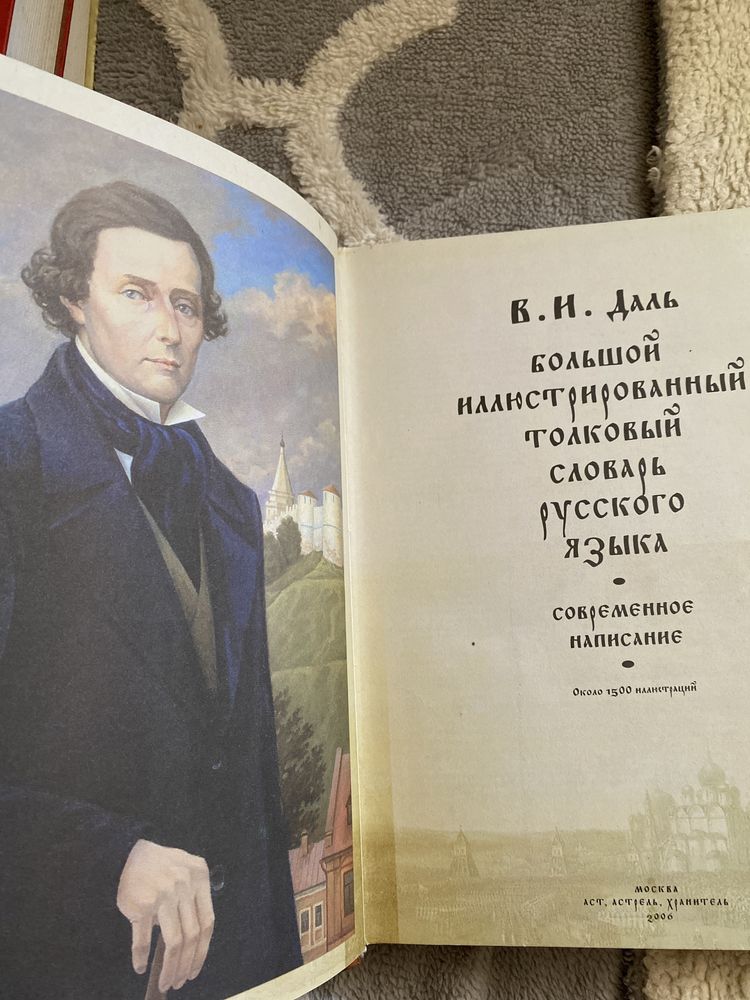 В. И. Даль
БОЛЬШОЙ
ИЛЛЮСТРИРОВАННЫЙ
ТОЛКОВЫЙ
СЛОВАРЬ
РУССКОГО
ЯЗЫКА
•
СОВРЕМЕННОЕ
НАПИСАНИЕ
•
Около 1500 иллюстраций
МОСКВА
АСТ, АСТРЕЛЬ, ХРАНИТЕЛЬ
2006